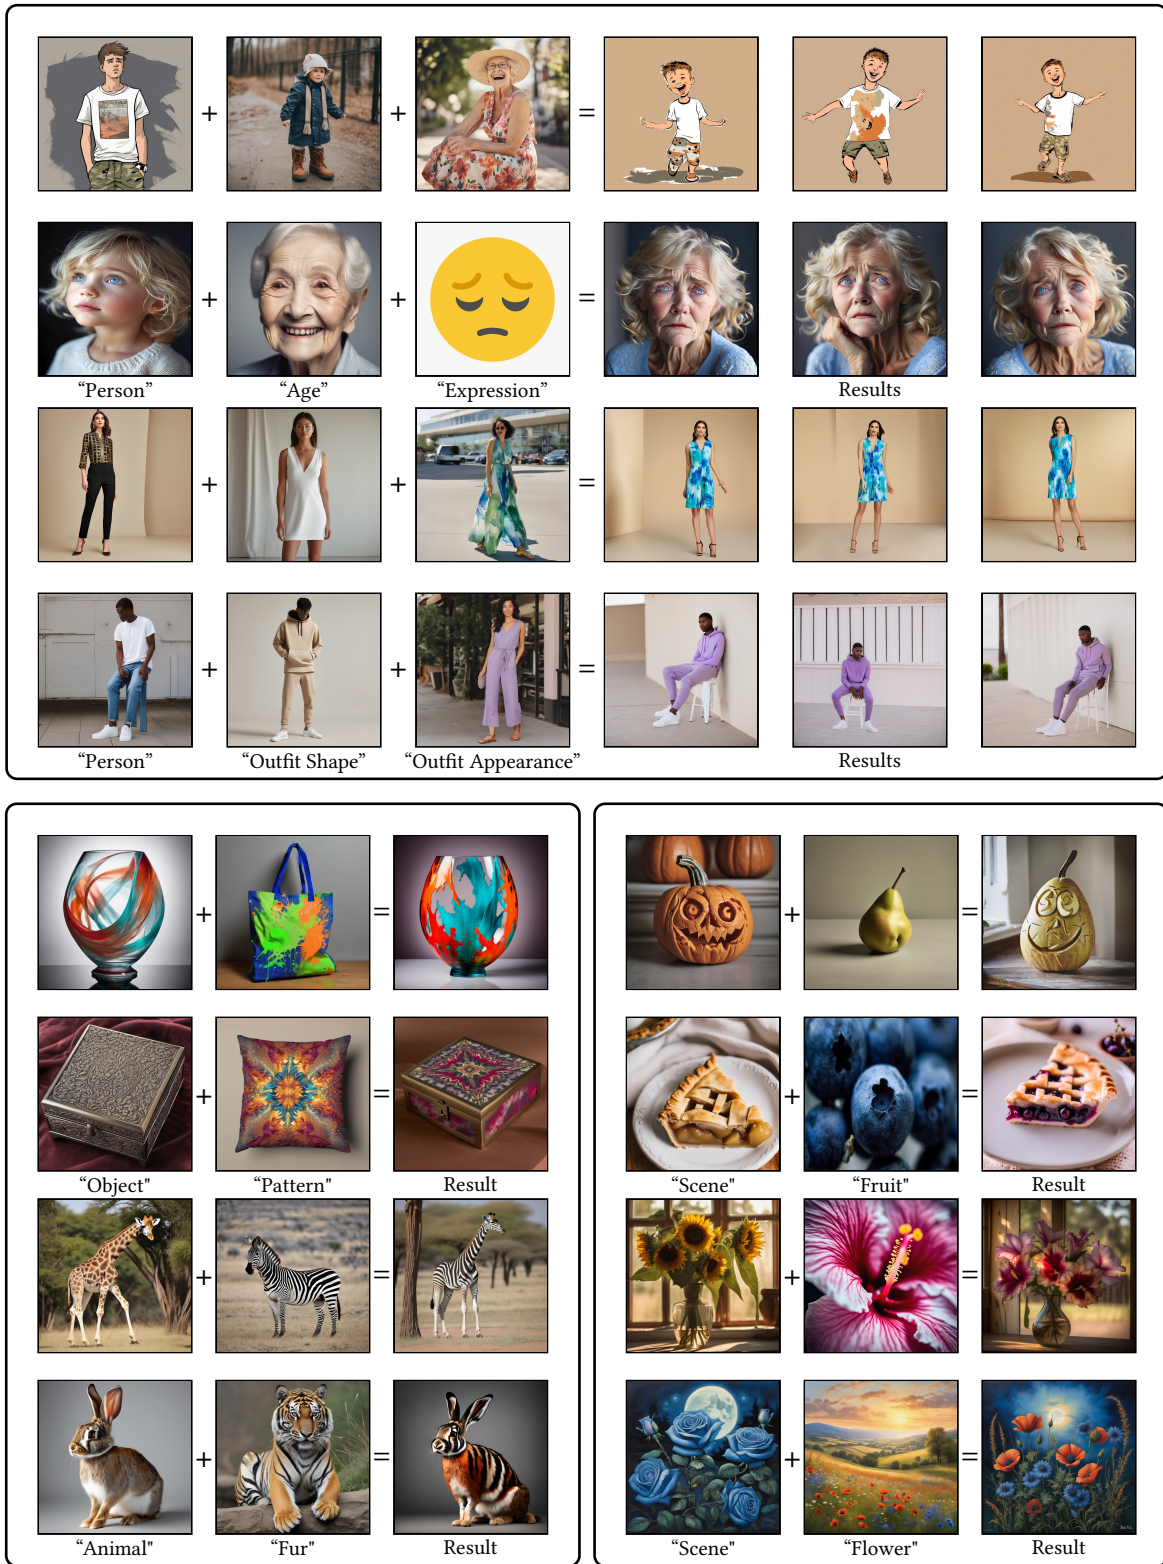 + + =
+ + =
“Person” “Age” “Expression” Results
+ + =
+ + =
“Person” “Outfit Shape” “Outfit Appearance” Results
+ =
+ =
“Object" “Pattern" Result
+ =
+ =
“Animal" “Fur" Result
+ =
+ =
“Scene" “Fruit" Result
+ =
+ =
“Scene" “Flower" Result